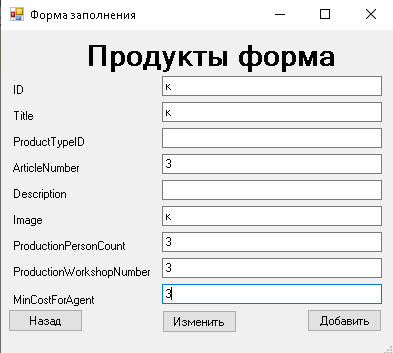 Форма заполнения
Продукты форма
ID к
Title к
ProductTypeID
ArticleNumber 3
Description
Image к
ProductionPersonCount 3
ProductionWorkshopNumber 3
MinCostForAgent 3
Назад Изменить Добавить